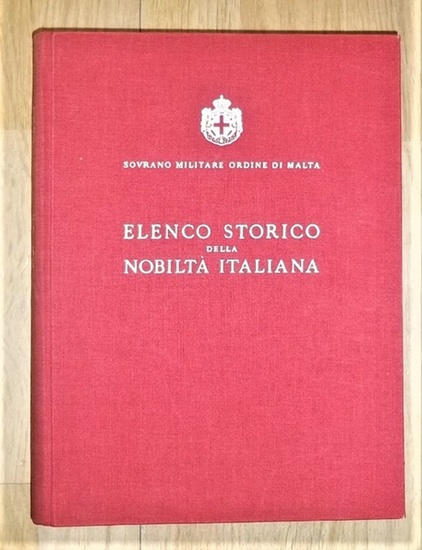 SOVRANO MILITARE ORDINE DI MALTA
ELENCO STORICO
DELLA
NOBILTÀ ITALIANA